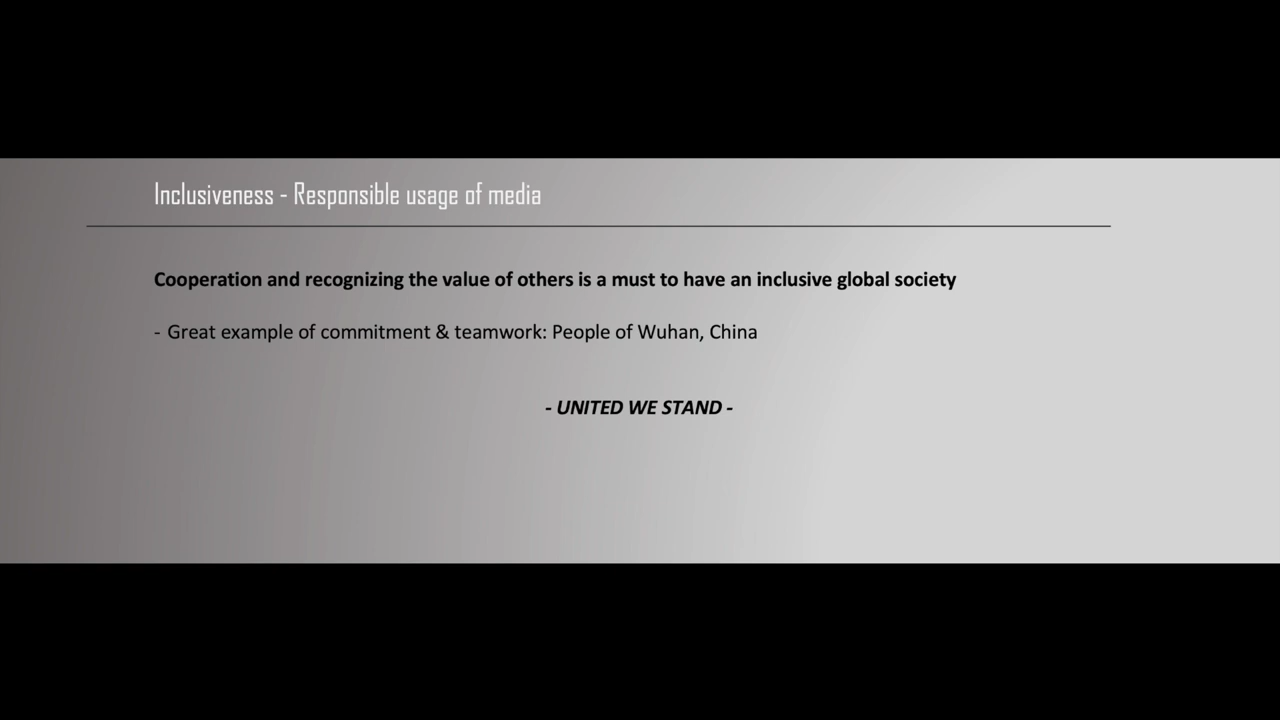 Inclusiveness - Responsible usage of media
Cooperation and recognizing the value of others is a must to have an inclusive global society
- Great example of commitment & teamwork: People of Wuhan, China
- UNITED WE STAND -